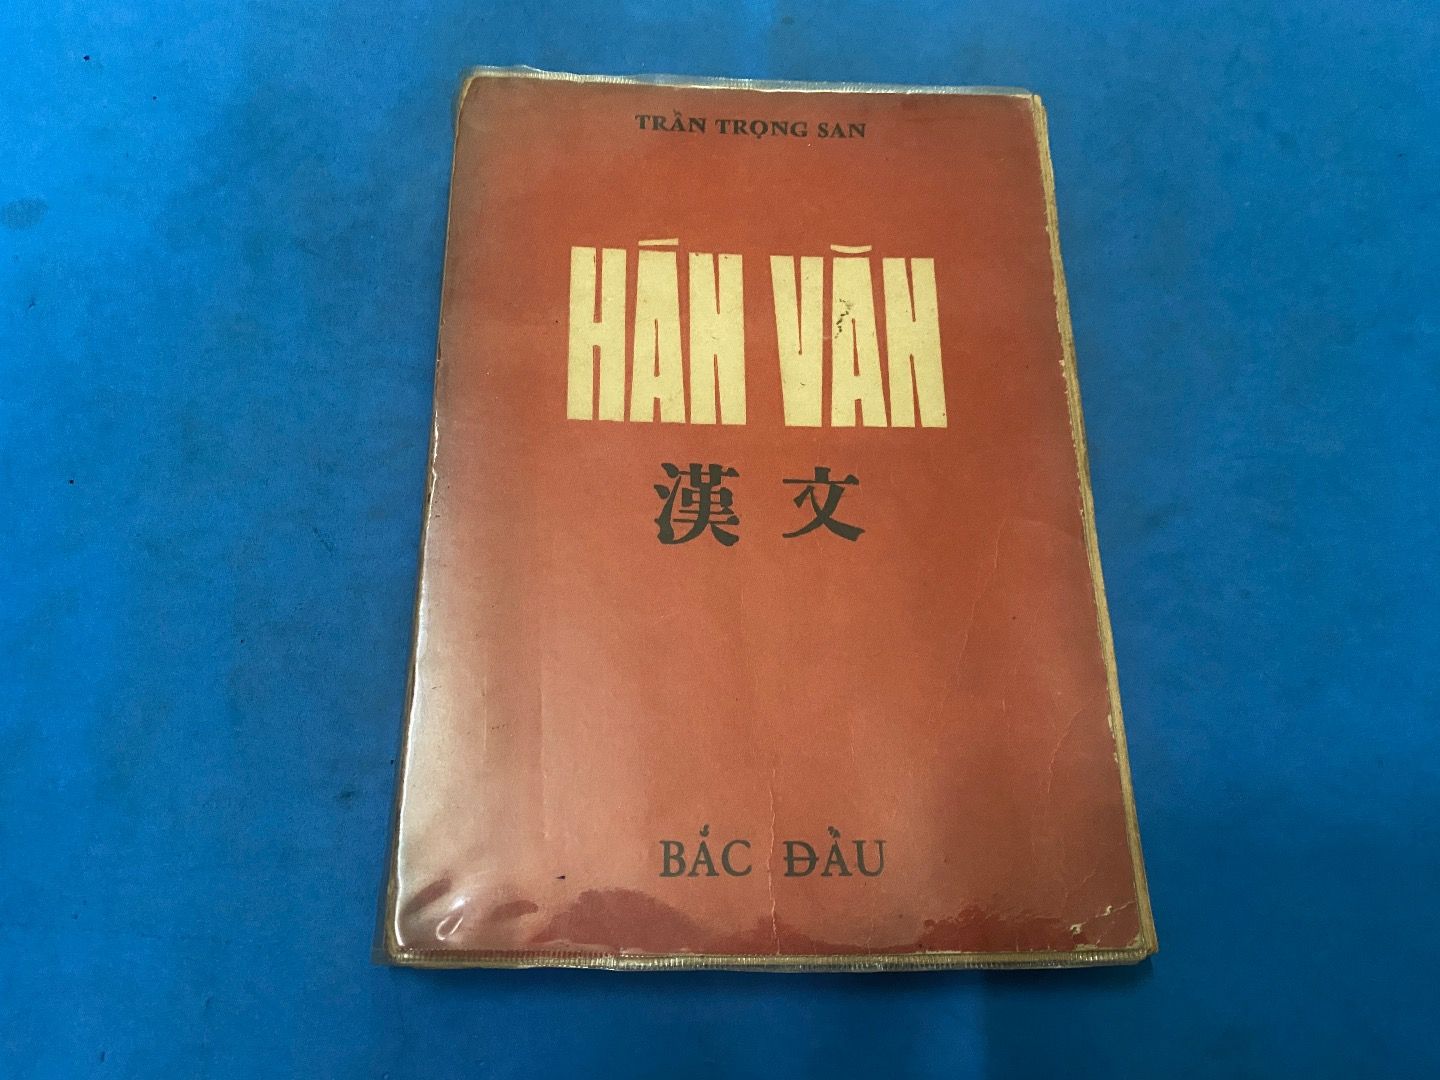 TRẦN TRỌNG SAN
HÁN VĂN
漢文
BẮC ĐẨU